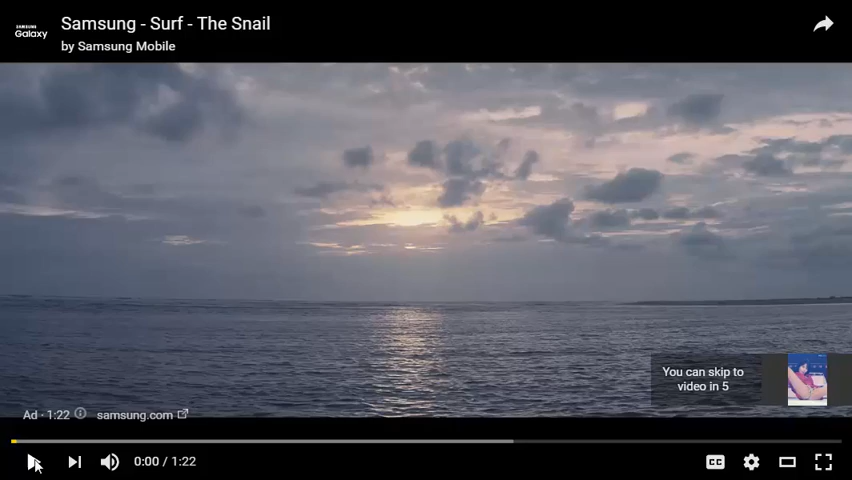 SAMSUNG
Galaxy
Samsung - Surf - The Snail
by Samsung Mobile
You can skip to
video in 5
Ad · 1:22
samsung.com
0:00 / 1:22
CC